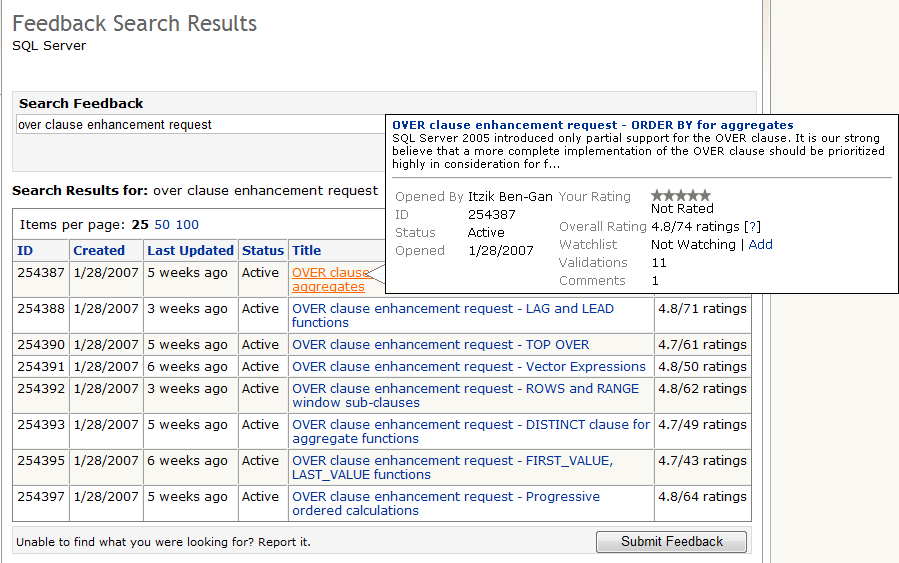 Feedback Search Results
SQL Server
Search Feedback
over clause enhancement request
OVER clause enhancement request - ORDER BY for aggregates
SQL Server 2005 introduced only partial support for the OVER clause. It is our strong
believe that a more complete implementation of the OVER clause should be prioritized
highly in consideration for f...
Opened By Itzik Ben-Gan Your Rating
Not Rated
ID 254387
Overall Rating 4.8/74 ratings [?]
Status Active
Watchlist Not Watching | Add
Opened 1/28/2007
Validations 11
Comments 1
Search Results for: over clause enhancement request
Items per page: 25 50 100
ID Created Last Updated Status Title
254387 1/28/2007 5 weeks ago Active OVER clause
aggregates
254388 1/28/2007 3 weeks ago Active OVER clause enhancement request - LAG and LEAD 4.8/71 ratings
functions
254390 1/28/2007 5 weeks ago Active OVER clause enhancement request - TOP OVER 4.7/61 ratings
254391 1/28/2007 6 weeks ago Active OVER clause enhancement request - Vector Expressions 4.8/50 ratings
254392 1/28/2007 3 weeks ago Active OVER clause enhancement request - ROWS and RANGE 4.8/62 ratings
window sub-clauses
254393 1/28/2007 5 weeks ago Active OVER clause enhancement request - DISTINCT clause for 4.7/49 ratings
aggregate functions
254395 1/28/2007 6 weeks ago Active OVER clause enhancement request - FIRST_VALUE, 4.7/43 ratings
LAST_VALUE functions
254397 1/28/2007 5 weeks ago Active OVER clause enhancement request - Progressive 4.8/64 ratings
ordered calculations
Unable to find what you were looking for? Report it.
Submit Feedback